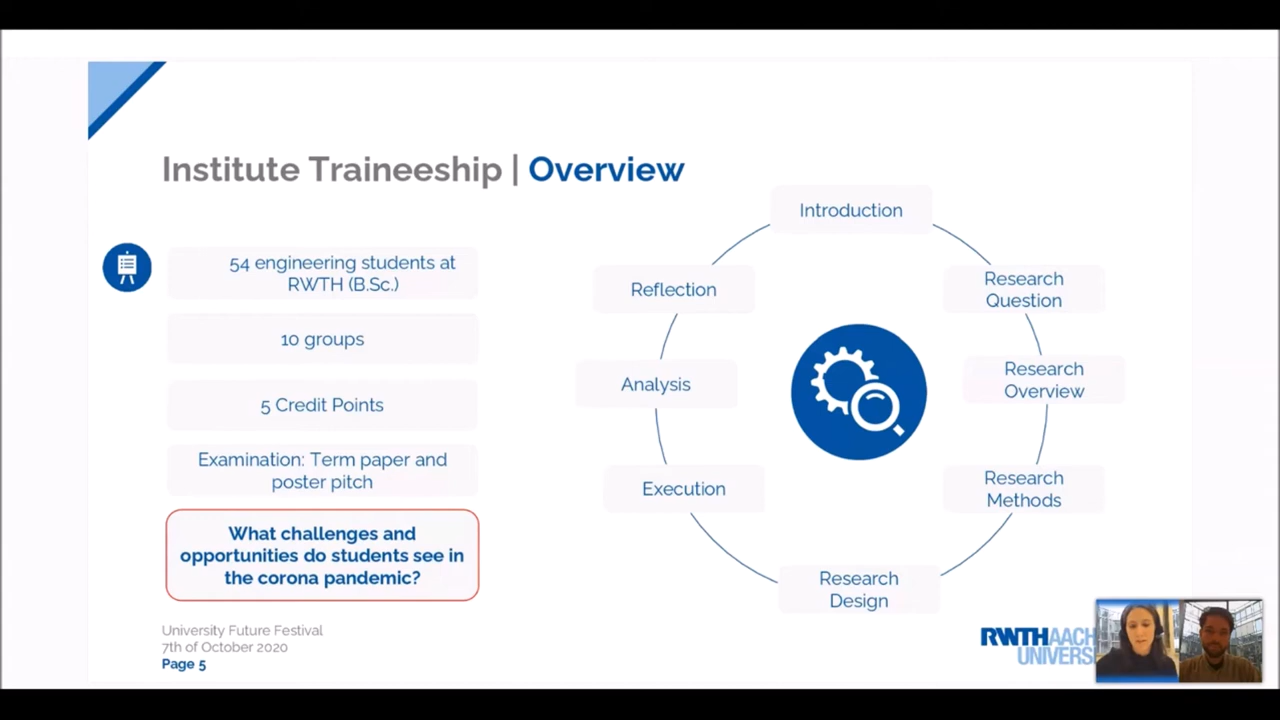 Institute Traineeship | Overview
54 engineering students at
RWTH (B.Sc.)
10 groups
5 Credit Points
Examination: Term paper and
poster pitch
What challenges and
opportunities do students see in
the corona pandemic?
Introduction
Research
Question
Research
Overview
Research
Methods
Research
Design
Execution
Analysis
Reflection
University Future Festival
7th of October 2020
Page 5
RWTHAACH
UNIVERS